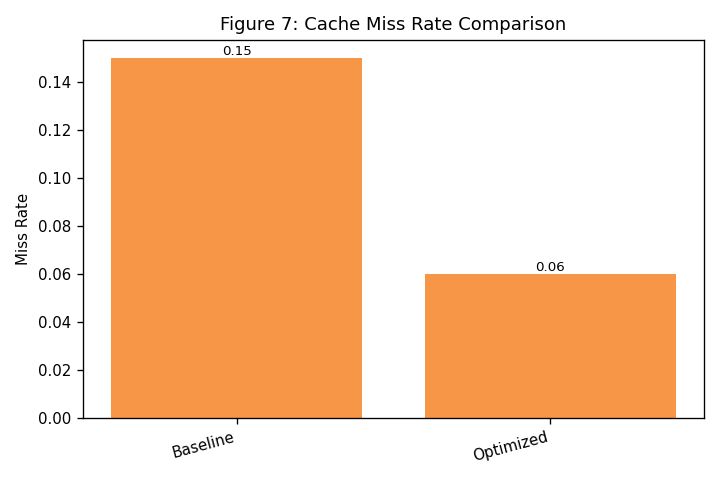 Figure 7: Cache Miss Rate Comparison
0.15
0.14
0.12
0.10
0.08
0.06
0.06
0.04
0.02
0.00
Miss Rate
Baseline
Optimized